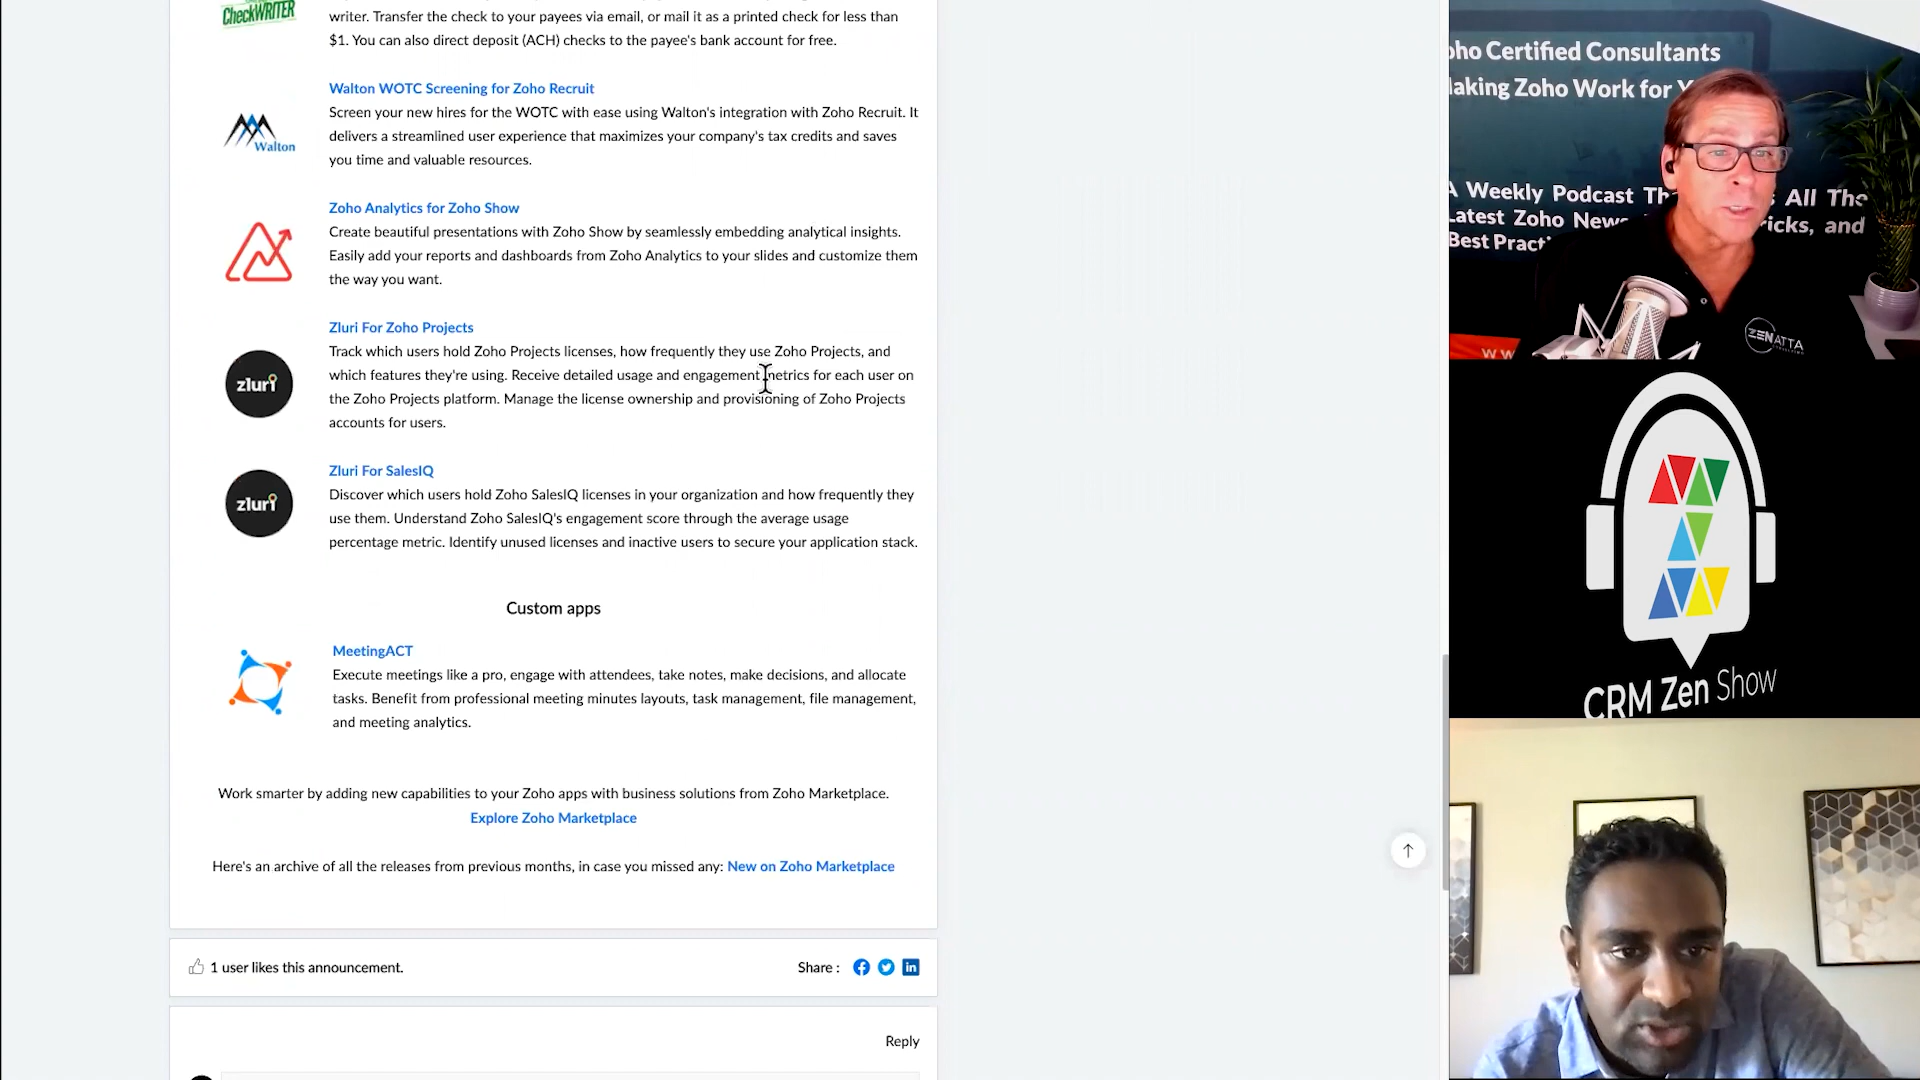 CheckWRITER
writer. Transfer the check to your payees via email, or mail it as a printed check for less than
$1. You can also direct deposit (ACH) checks to the payee's bank account for free.
Walton WOTC Screening for Zoho Recruit
Screen your new hires for the WOTC with ease using Walton's integration with Zoho Recruit. It
delivers a streamlined user experience that maximizes your company's tax credits and saves
you time and valuable resources.
Walton
Zoho Analytics for Zoho Show
Create beautiful presentations with Zoho Show by seamlessly embedding analytical insights.
Easily add your reports and dashboards from Zoho Analytics to your slides and customize them
the way you want.
Zluri For Zoho Projects
Track which users hold Zoho Projects licenses, how frequently they use Zoho Projects, and
which features they're using. Receive detailed usage and engagement metrics for each user on
the Zoho Projects platform. Manage the license ownership and provisioning of Zoho Projects
accounts for users.
zluri
Zluri For SalesIQ
Discover which users hold Zoho SalesIQ licenses in your organization and how frequently they
use them. Understand Zoho SalesIQ's engagement score through the average usage
percentage metric. Identify unused licenses and inactive users to secure your application stack.
zluri
Custom apps
MeetingACT
Execute meetings like a pro, engage with attendees, take notes, make decisions, and allocate
tasks. Benefit from professional meeting minutes layouts, task management, file management,
and meeting analytics.
Work smarter by adding new capabilities to your Zoho apps with business solutions from Zoho Marketplace.
Explore Zoho Marketplace
Here's an archive of all the releases from previous months, in case you missed any: New on Zoho Marketplace
1 user likes this announcement.
Share :
Reply
oho Certified Consultants
aking Zoho Work for Y
A Weekly Podcast Th s All The
Latest Zoho News ricks, and
Best Pract
ZENATTA
WW
CRM Zen Show